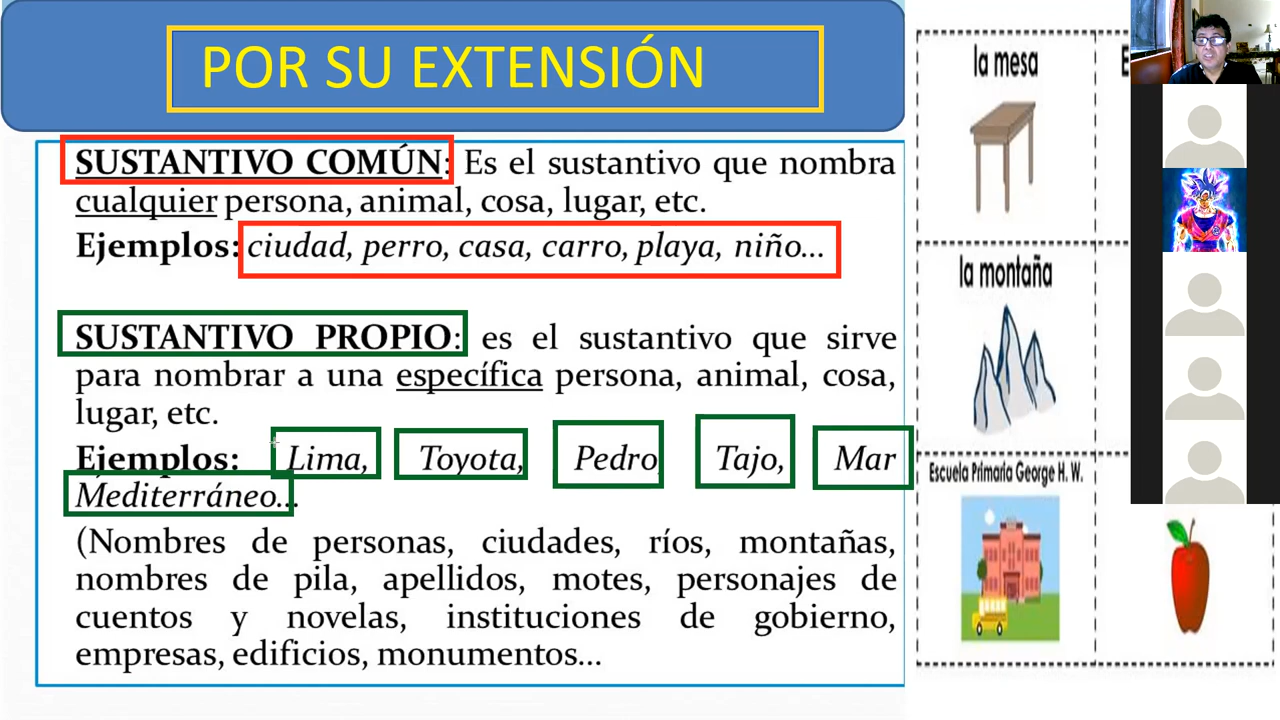 POR SU EXTENSIÓN
SUSTANTIVO COMÚN: Es el sustantivo que nombra
cualquier persona, animal, cosa, lugar, etc.
Ejemplos: ciudad, perro, casa, carro, playa, niño...
SUSTANTIVO PROPIO: es el sustantivo que sirve
para nombrar a una específica persona, animal, cosa,
lugar, etc.
Ejemplos: Lima, Toyota, Pedro, Tajo, Mar
Mediterráneo...
(Nombres de personas, ciudades, ríos, montañas,
nombres de pila, apellidos, motes, personajes de
cuentos y novelas, instituciones de gobierno,
empresas, edificios, monumentos...
la mesa
la montaña
Escuela Primaria George H. W.